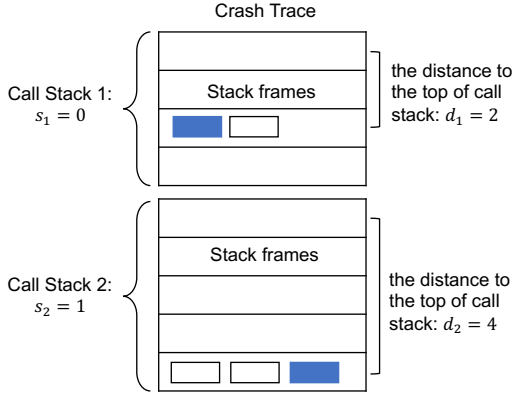 Crash Trace
Call Stack 1:
s₁ = 0
Stack frames
the distance to
the top of call
stack: d₁ = 2
Call Stack 2:
s₂ = 1
Stack frames
the distance to
the top of call
stack: d₂ = 4